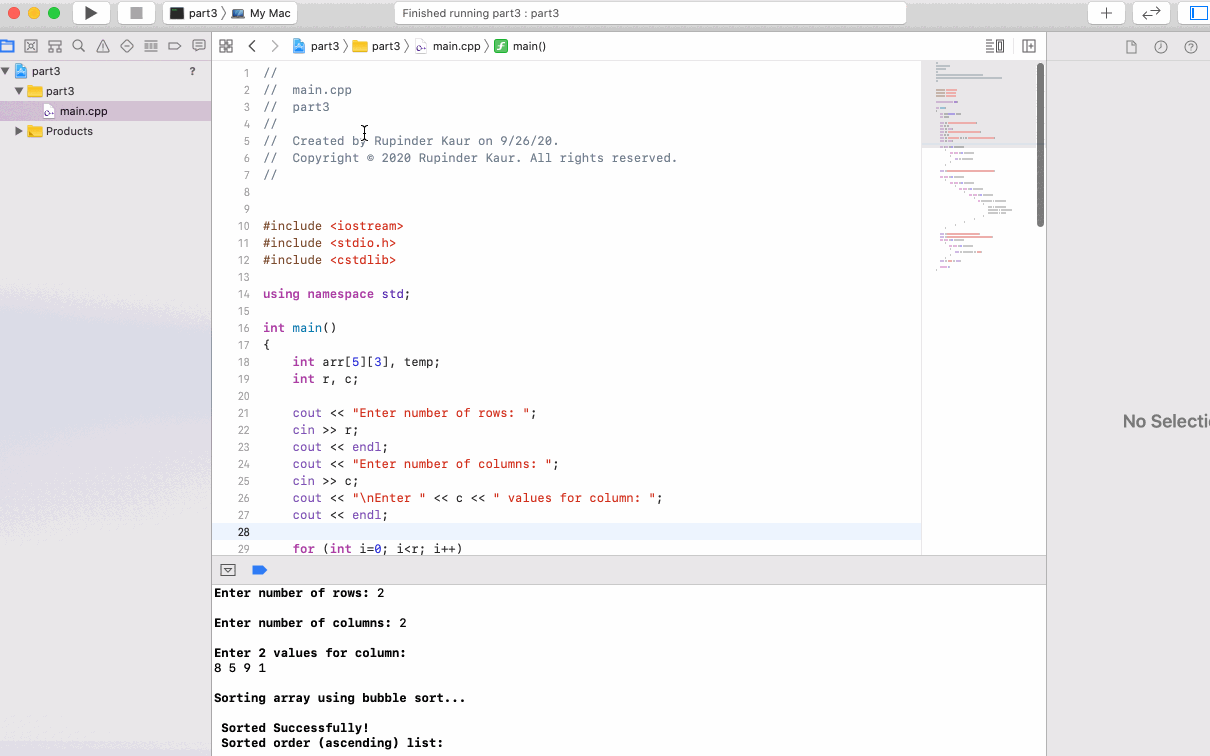 part3 〉 My Mac
Finished running part3 : part3
part3 〉 part3 〉 main.cpp 〉 main()
part3 ?
part3
main.cpp
Products
1 //
2 //  main.cpp
3 //  part3
4 //
5 //  Created by Rupinder Kaur on 9/26/20.
6 //  Copyright © 2020 Rupinder Kaur. All rights reserved.
7 //
8
9
10 #include <iostream>
11 #include <stdio.h>
12 #include <cstdlib>
13
14 using namespace std;
15
16 int main()
17 {
18     int arr[5][3], temp;
19     int r, c;
20
21     cout << "Enter number of rows: ";
22     cin >> r;
23     cout << endl;
24     cout << "Enter number of columns: ";
25     cin >> c;
26     cout << "\nEnter " << c << " values for column: ";
27     cout << endl;
28
29     for (int i=0; i<r; i++)
No Selecti
Enter number of rows: 2
Enter number of columns: 2
Enter 2 values for column:
8 5 9 1
Sorting array using bubble sort...
Sorted Successfully!
Sorted order (ascending) list: